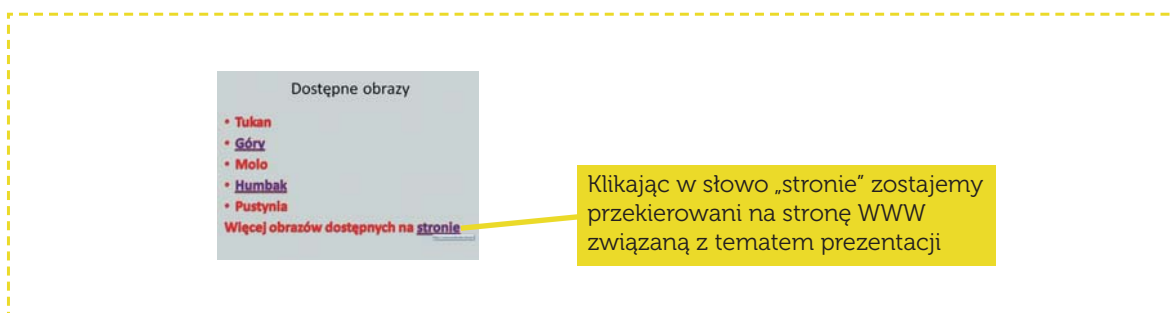 Dostępne obrazy
• Tukan
• Góry
• Molo
• Humbak
• Pustynia
Więcej obrazów dostępnych na stronie
Klikając w słowo „stronie” zostajemy
przekierowani na stronę WWW
związaną z tematem prezentacji